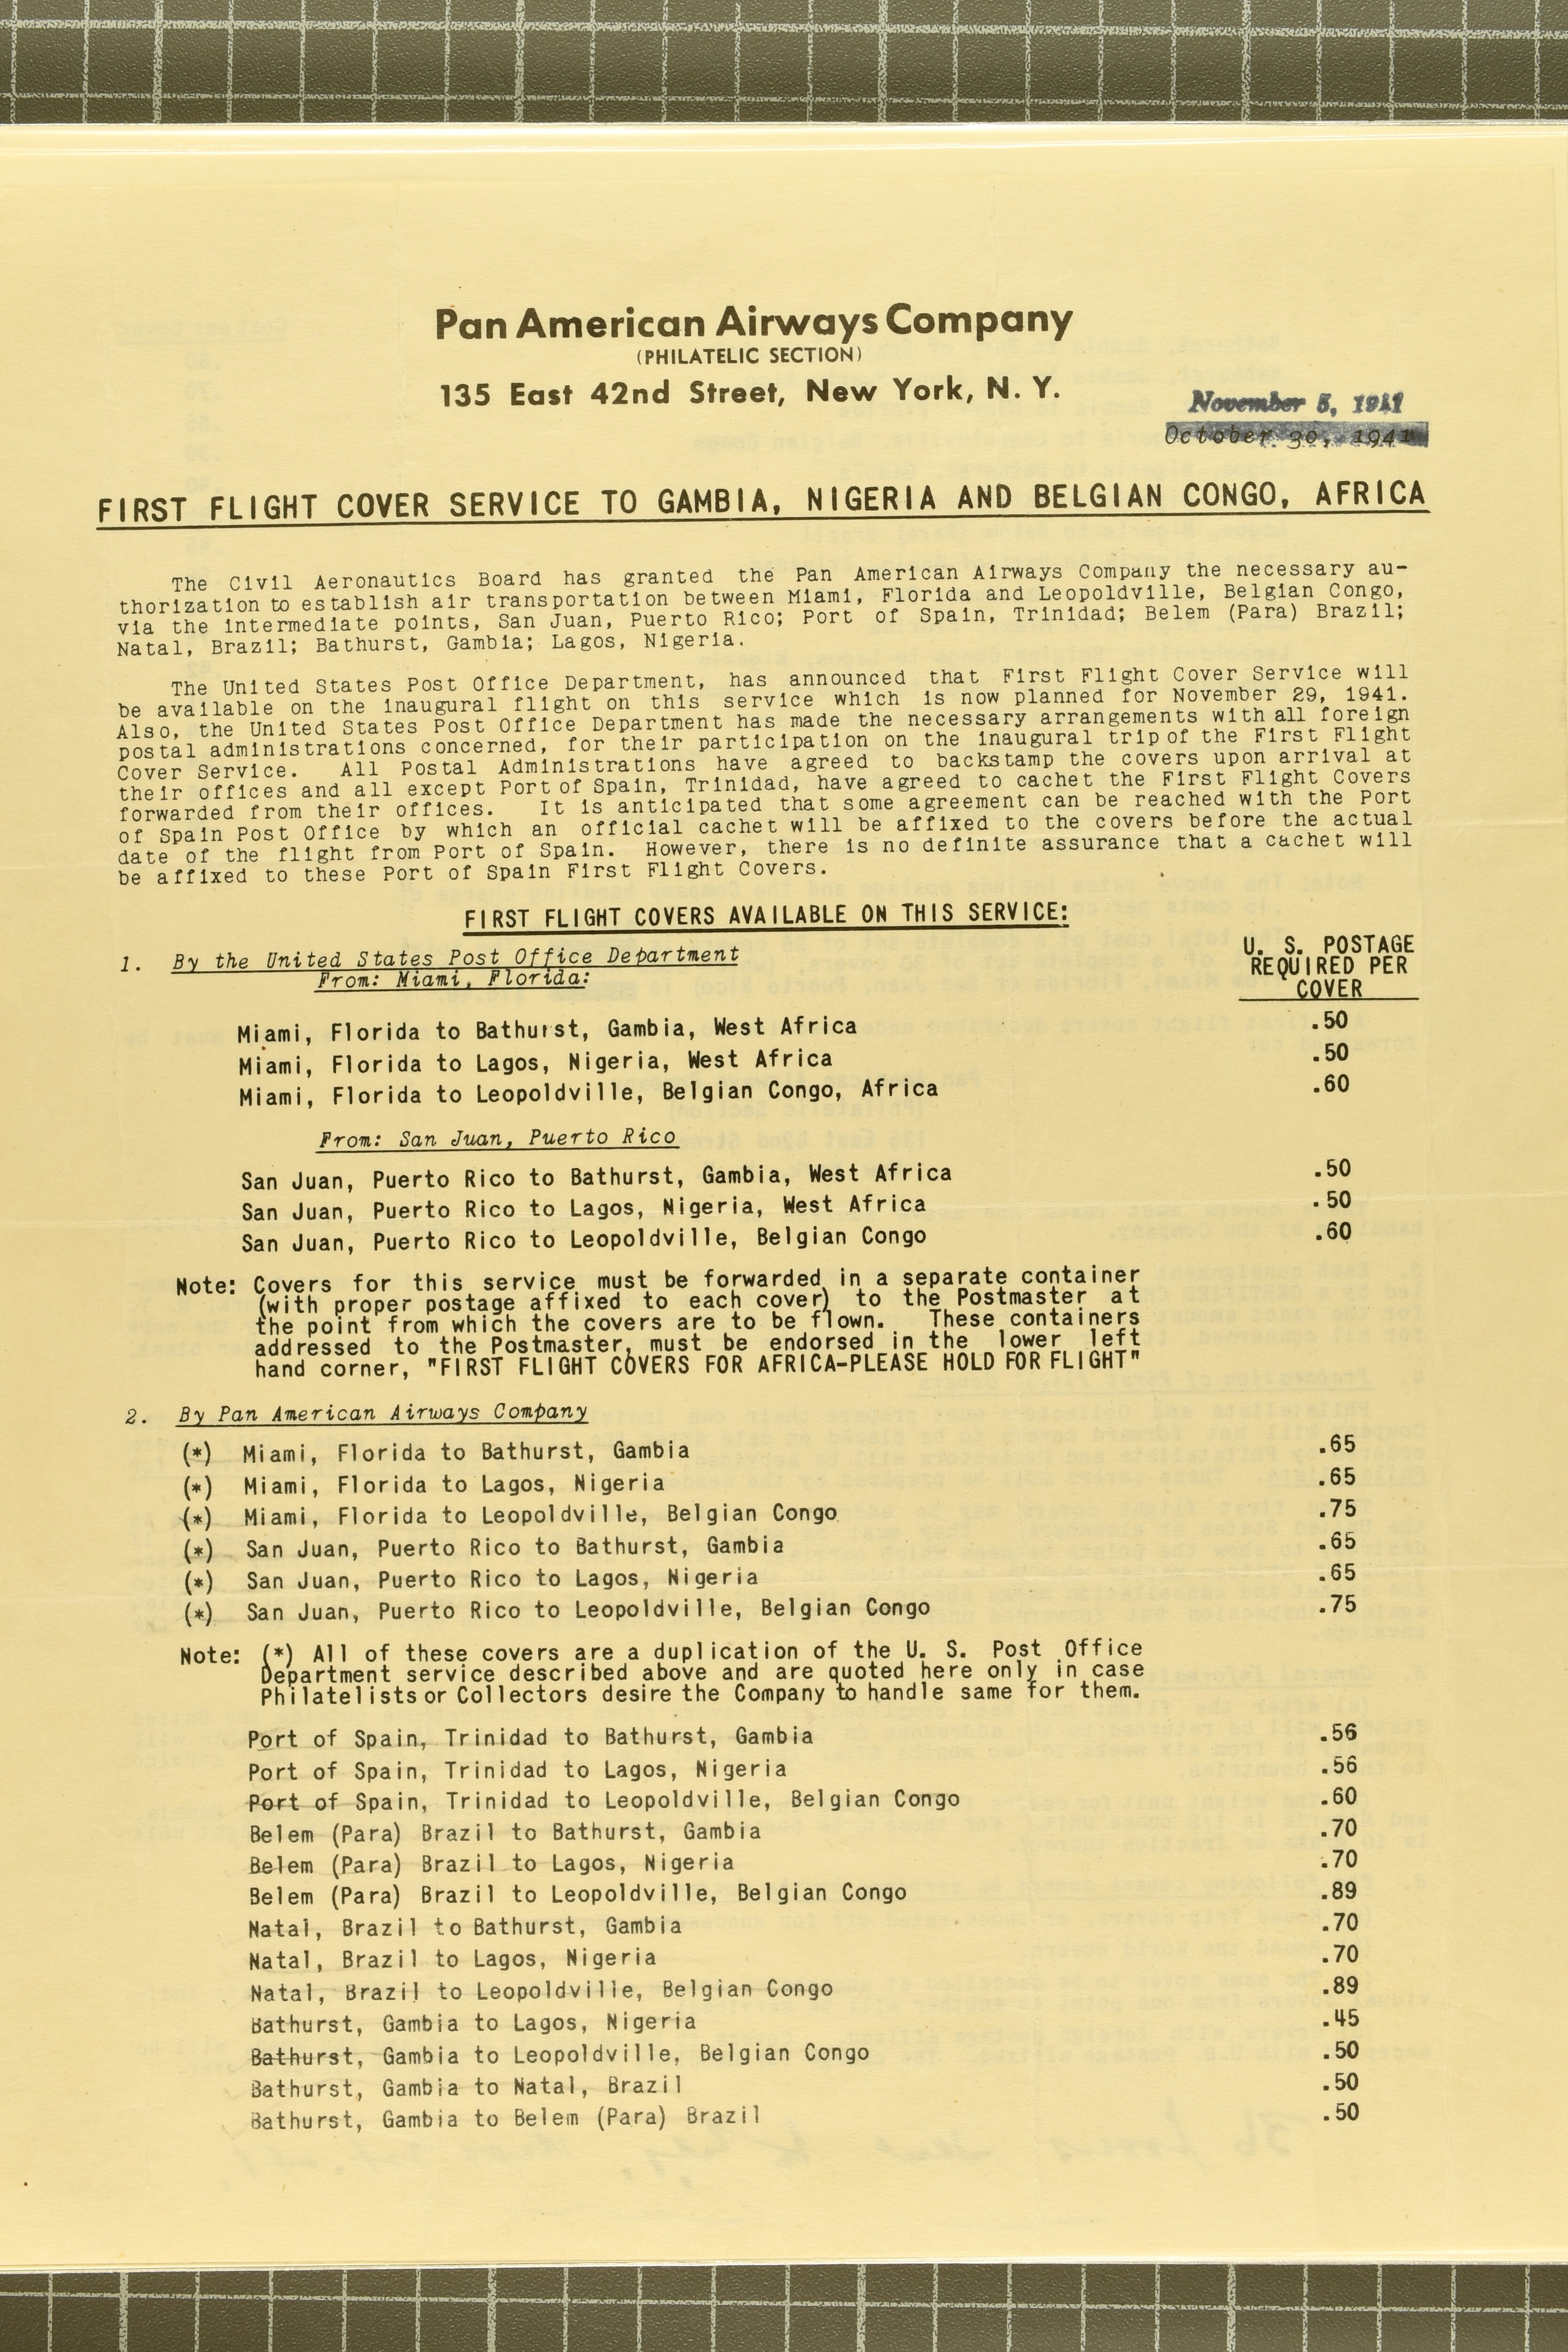 Pan American Airways Company
(PHILATELIC SECTION)
135 East 42nd Street, New York, N. Y.
November 5, 1941
October 30, 1941
FIRST FLIGHT COVER SERVICE TO GAMBIA, NIGERIA AND BELGIAN CONGO, AFRICA
The Civil Aeronautics Board has granted the Pan American Airways Company the necessary au-
thorization to establish air transportation between Miami, Florida and Leopoldville, Belgian Congo,
via the intermediate points, San Juan, Puerto Rico; Port of Spain, Trinidad; Belem (Para) Brazil;
Natal, Brazil; Bathurst, Gambia; Lagos, Nigeria.
The United States Post Office Department, has announced that First Flight Cover Service will
be available on the inaugural flight on this service which is now planned for November 29, 1941.
Also, the United States Post Office Department has made the necessary arrangements with all foreign
postal administrations concerned, for their participation on the inaugural trip of the First Flight
Cover Service. All Postal Administrations have agreed to backstamp the covers upon arrival at
their offices and all except Port of Spain, Trinidad, have agreed to cachet the First Flight Covers
forwarded from their offices. It is anticipated that some agreement can be reached with the Port
of Spain Post Office by which an official cachet will be affixed to the covers before the actual
date of the flight from Port of Spain. However, there is no definite assurance that a cachet will
be affixed to these Port of Spain First Flight Covers.
FIRST FLIGHT COVERS AVAILABLE ON THIS SERVICE:
U. S. POSTAGE
REQUIRED PER
COVER
1. By the United States Post Office Department
From: Miami, Florida:
Miami, Florida to Bathurst, Gambia, West Africa .50
Miami, Florida to Lagos, Nigeria, West Africa .50
Miami, Florida to Leopoldville, Belgian Congo, Africa .60
From: San Juan, Puerto Rico
San Juan, Puerto Rico to Bathurst, Gambia, West Africa .50
San Juan, Puerto Rico to Lagos, Nigeria, West Africa .50
San Juan, Puerto Rico to Leopoldville, Belgian Congo .60
Note: Covers for this service must be forwarded in a separate container
(with proper postage affixed to each cover) to the Postmaster at
the point from which the covers are to be flown. These containers
addressed to the Postmaster, must be endorsed in the lower left
hand corner, "FIRST FLIGHT COVERS FOR AFRICA-PLEASE HOLD FOR FLIGHT"
2. By Pan American Airways Company
(*) Miami, Florida to Bathurst, Gambia .65
(*) Miami, Florida to Lagos, Nigeria .65
(*) Miami, Florida to Leopoldville, Belgian Congo .75
(*) San Juan, Puerto Rico to Bathurst, Gambia .65
(*) San Juan, Puerto Rico to Lagos, Nigeria .65
(*) San Juan, Puerto Rico to Leopoldville, Belgian Congo .75
Note: (*) All of these covers are a duplication of the U. S. Post Office
Department service described above and are quoted here only in case
Philatelists or Collectors desire the Company to handle same for them.
Port of Spain, Trinidad to Bathurst, Gambia .56
Port of Spain, Trinidad to Lagos, Nigeria .56
Port of Spain, Trinidad to Leopoldville, Belgian Congo .60
Belem (Para) Brazil to Bathurst, Gambia .70
Belem (Para) Brazil to Lagos, Nigeria .70
Belem (Para) Brazil to Leopoldville, Belgian Congo .89
Natal, Brazil to Bathurst, Gambia .70
Natal, Brazil to Lagos, Nigeria .70
Natal, Brazil to Leopoldville, Belgian Congo .89
Bathurst, Gambia to Lagos, Nigeria .45
Bathurst, Gambia to Leopoldville, Belgian Congo .50
Bathurst, Gambia to Natal, Brazil .50
Bathurst, Gambia to Belem (Para) Brazil .50